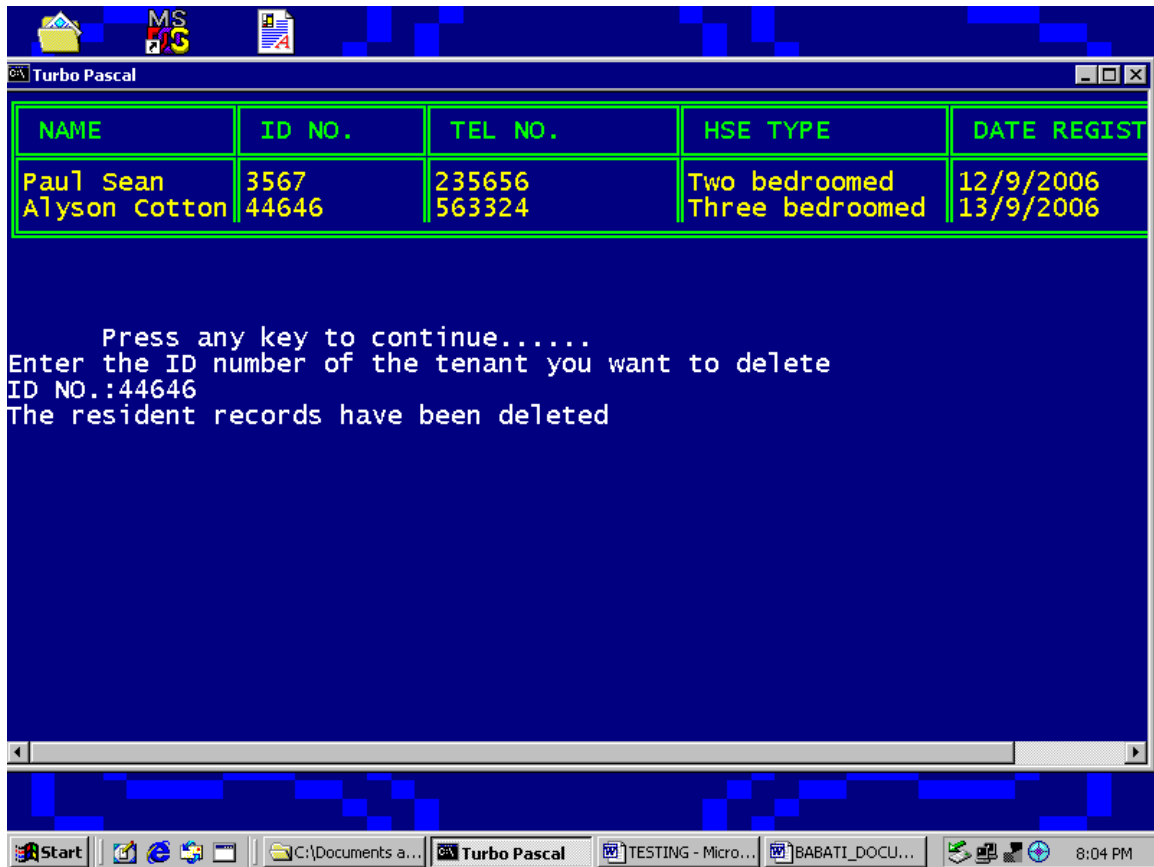 MS
DOS
Turbo Pascal
NAME ID NO. TEL NO. HSE TYPE DATE REGIST
Paul Sean 3567 235656 Two bedroomed 12/9/2006
Alyson Cotton 44646 563324 Three bedroomed 13/9/2006
Press any key to continue......
Enter the ID number of the tenant you want to delete
ID NO.:44646
The resident records have been deleted
Start C:\Documents a... Turbo Pascal TESTING - Micro... BABATI_DOCU... 8:04 PM